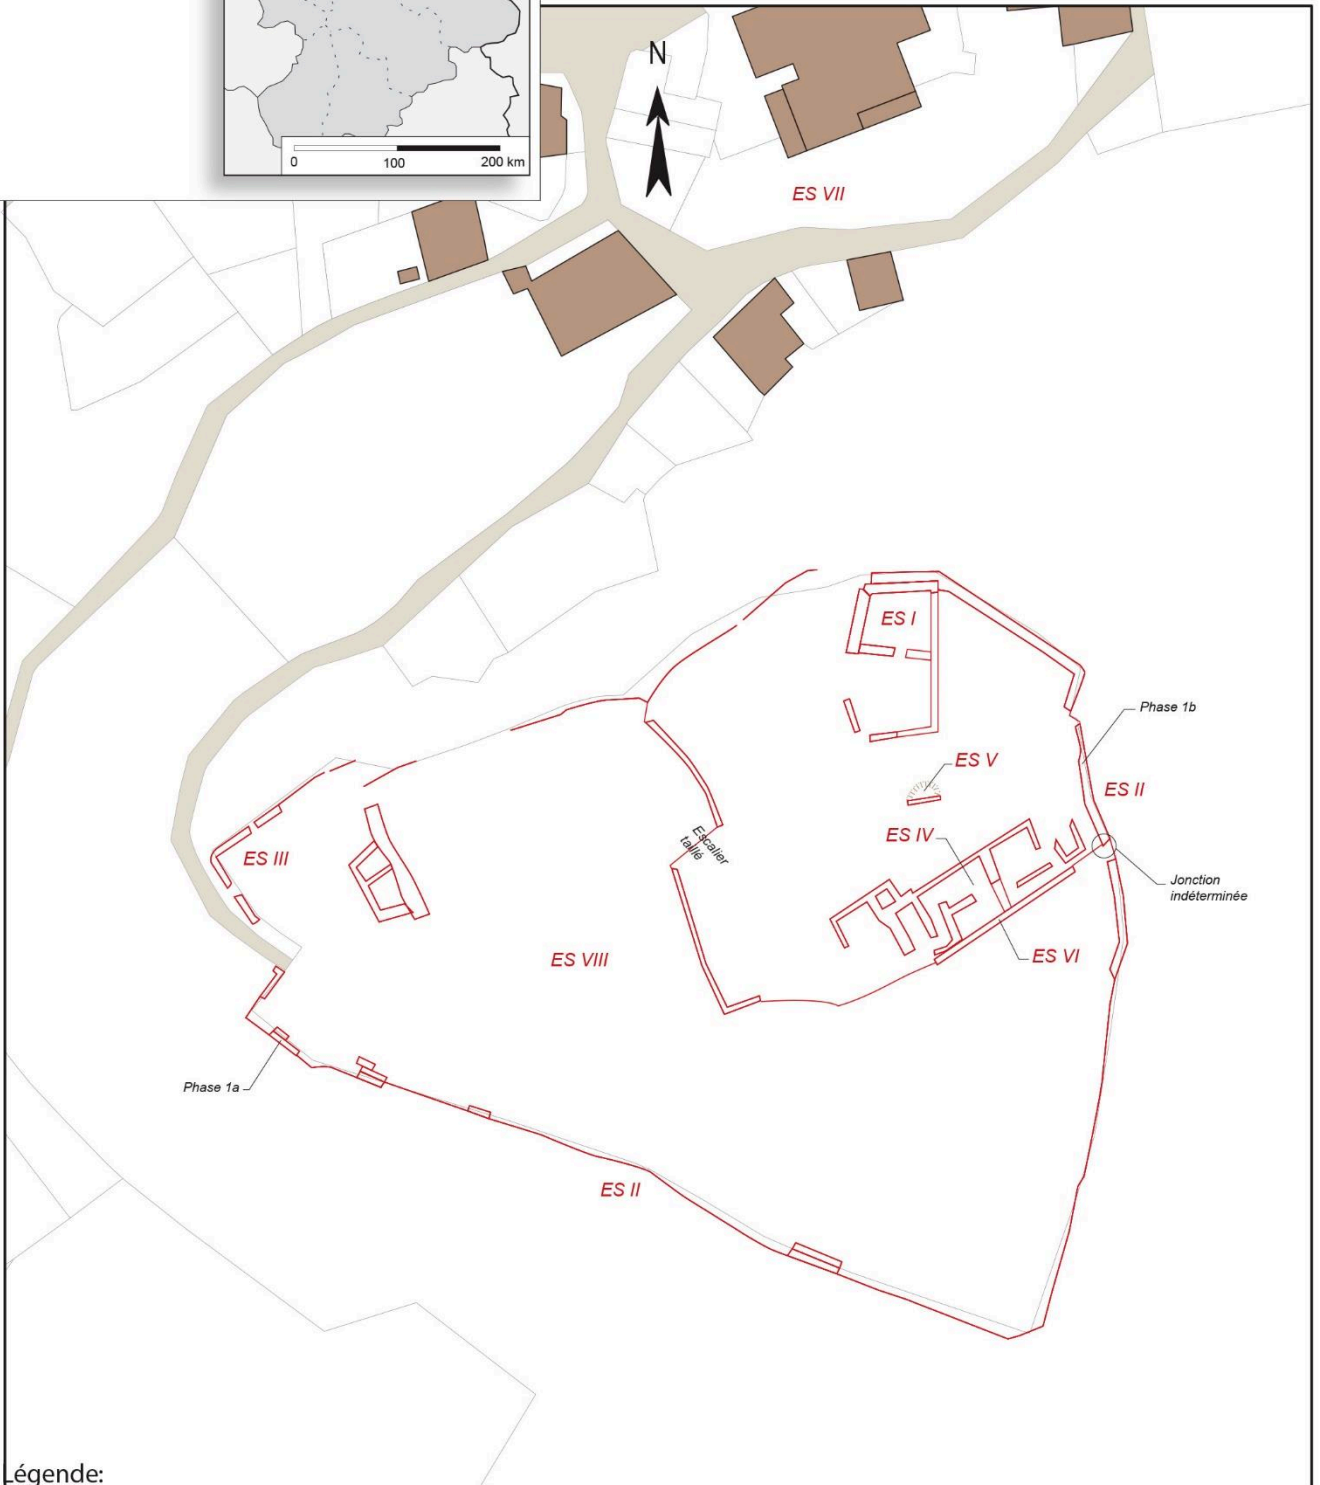 0 100 200 km
N
ES VII
ES I
Phase 1b
ES V
ES II
ES IV
ES III
Escalier
taillé
Jonction
indéterminée
ES VIII
ES VI
Phase 1a
ES II
Légende: